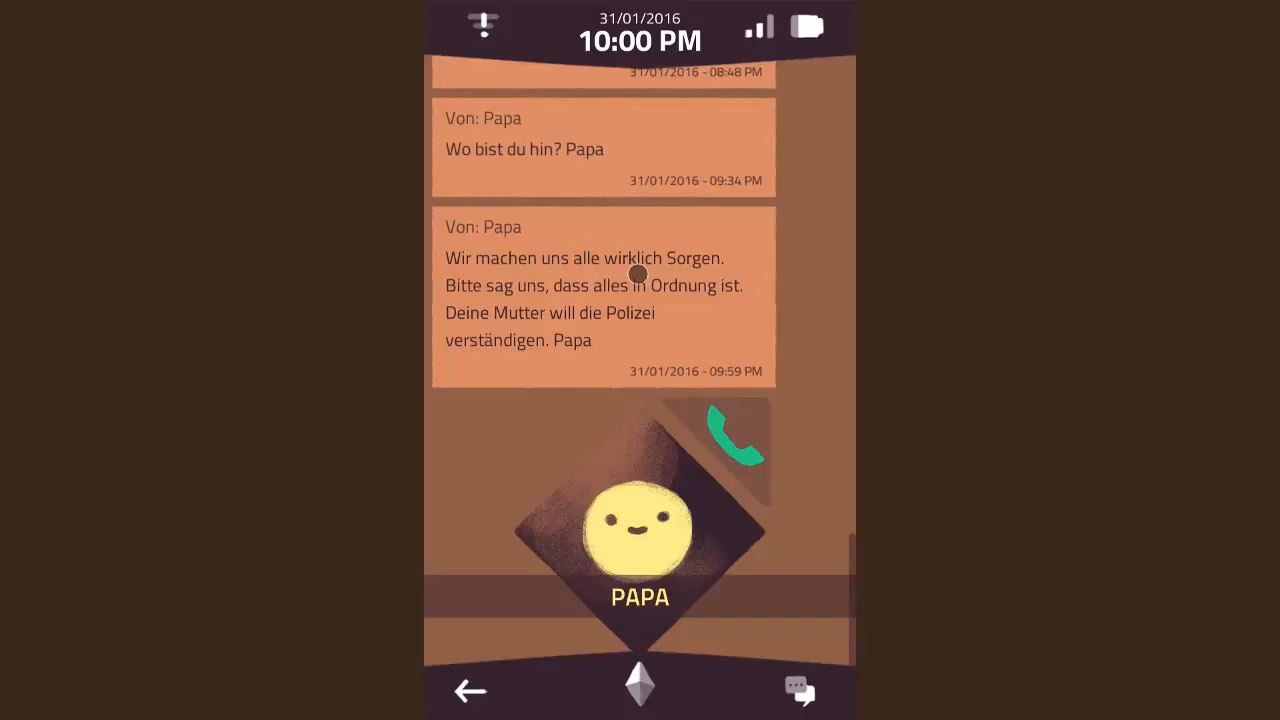 31/01/2016
10:00 PM
31/01/2016 - 08:48 PM
Von: Papa
Wo bist du hin? Papa
31/01/2016 - 09:34 PM
Von: Papa
Wir machen uns alle wirklich Sorgen.
Bitte sag uns, dass alles in Ordnung ist.
Deine Mutter will die Polizei
verständigen. Papa
31/01/2016 - 09:59 PM
PAPA